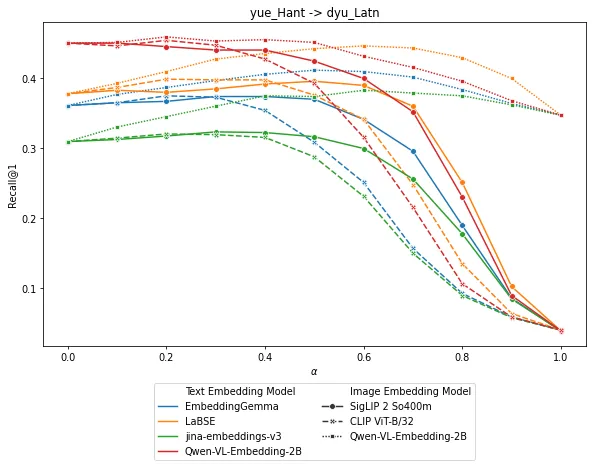 yue_Hant -> dyu_Latn
Recall@1
0.4
0.3
0.2
0.1
0.0
0.2
0.4
0.6
0.8
1.0
α
Text Embedding Model
EmbeddingGemma
LaBSE
jina-embeddings-v3
Qwen-VL-Embedding-2B
Image Embedding Model
SigLIP 2 So400m
CLIP ViT-B/32
Qwen-VL-Embedding-2B